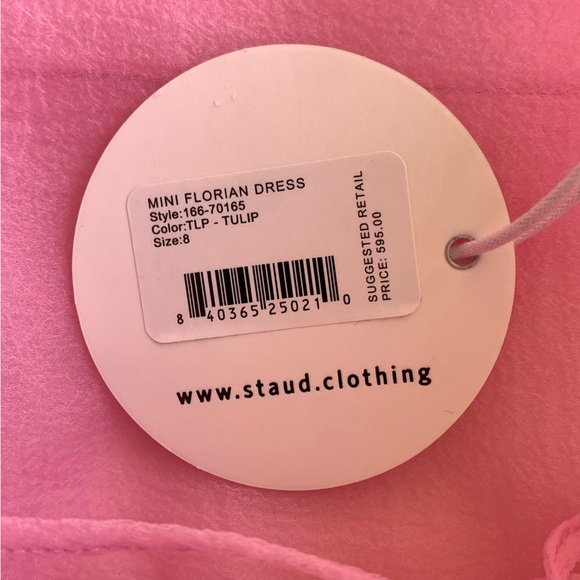 MINI FLORIAN DRESS
Style:166-70165
Color:TLP - TULIP
Size:8
8 40365 25021 0
SUGGESTED RETAIL
PRICE: 595.00
www.staud.clothing